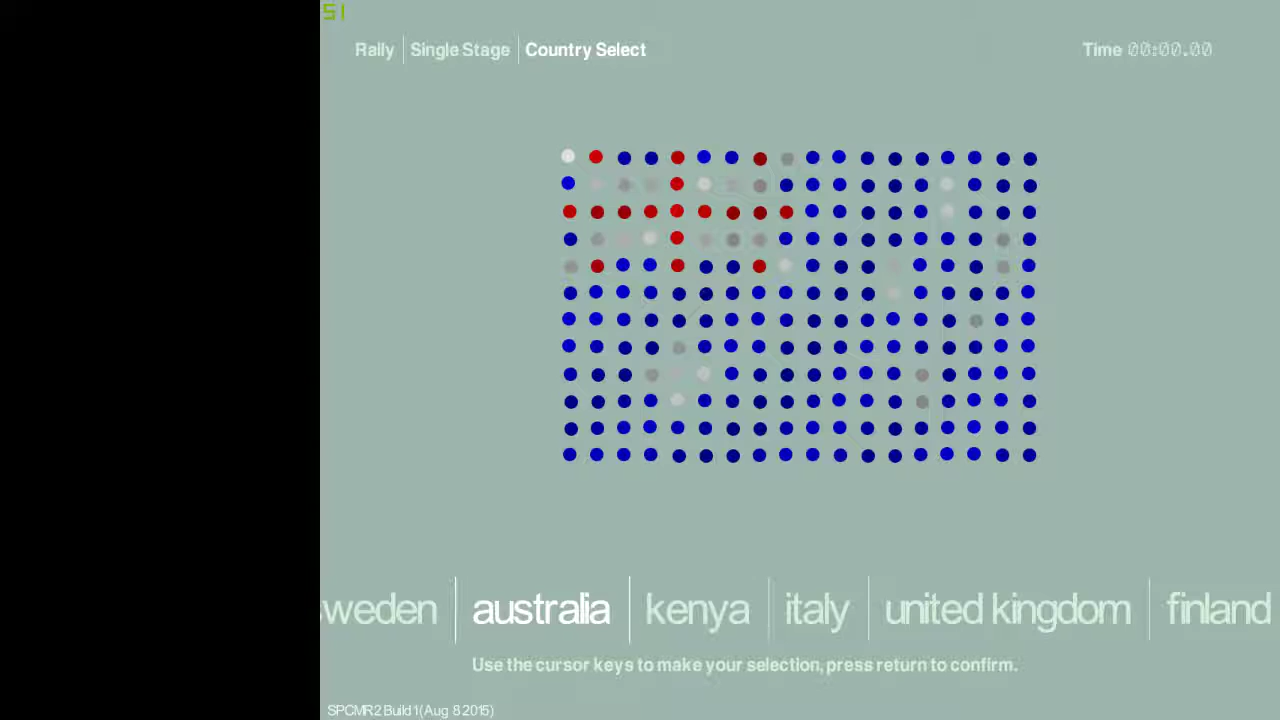 51
Rally Single Stage Country Select
Time 00:00.00
sweden australia kenya italy united kingdom finland
Use the cursor keys to make your selection, press return to confirm.
SPCMR2 Build 1 (Aug 8 2015)